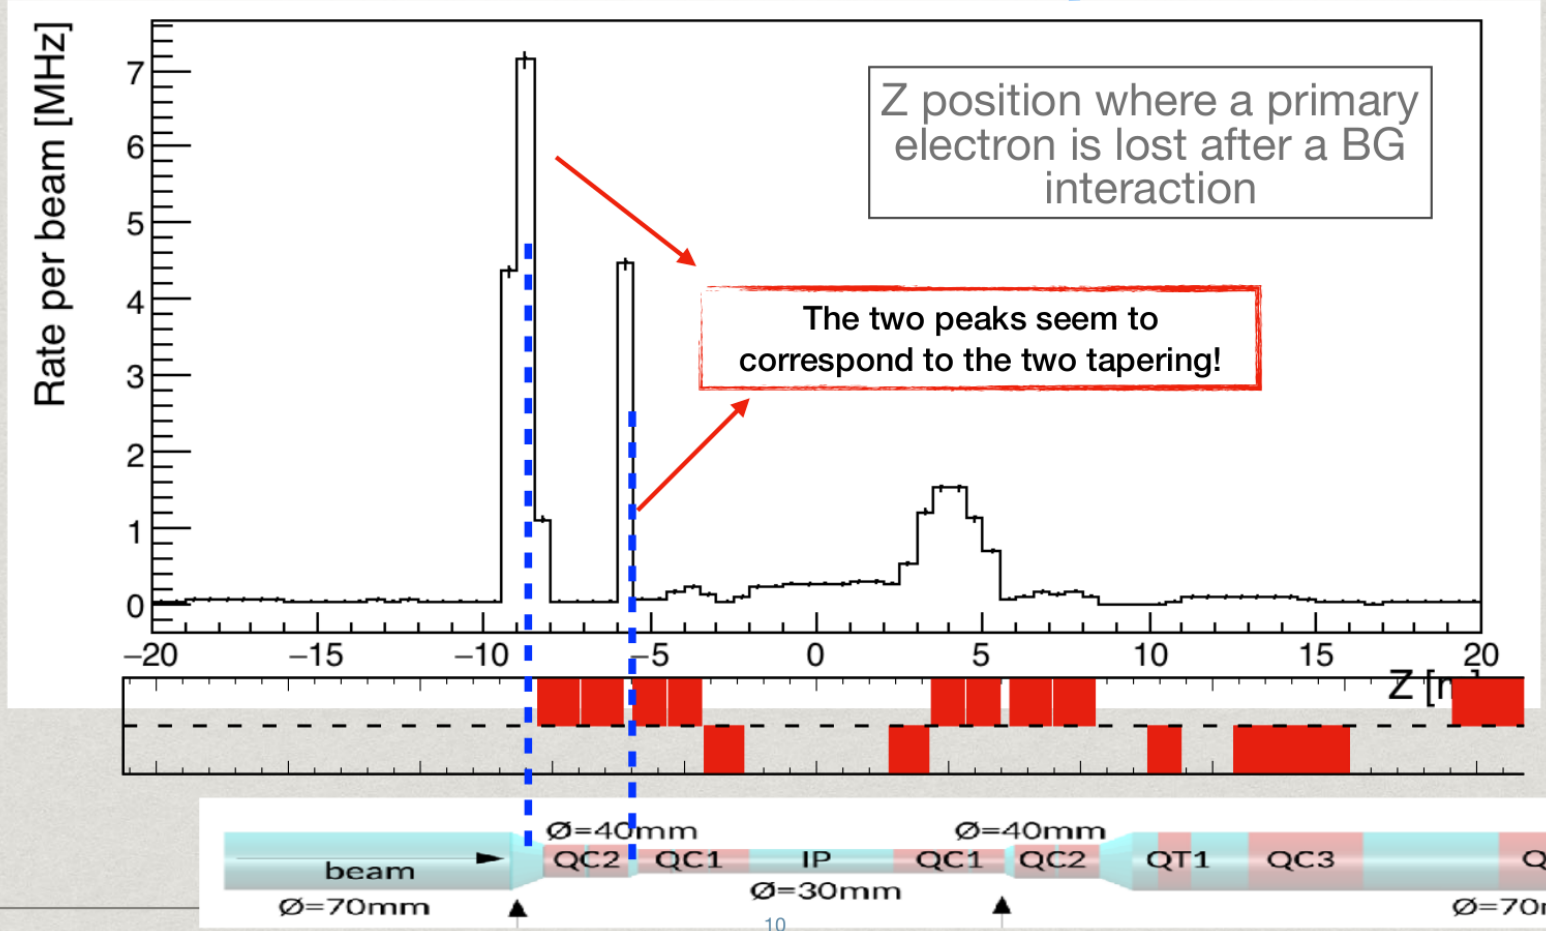 Rate per beam [MHz]
7
6
5
4
3
2
1
0
Z position where a primary
electron is lost after a BG
interaction
The two peaks seem to
correspond to the two tapering!
−20 −15 −10 −5 0 5 10 15 20
Z
Ø=40mm Ø=40mm
beam QC2 QC1 IP QC1 QC2 QT1 QC3
Ø=70mm Ø=30mm
10